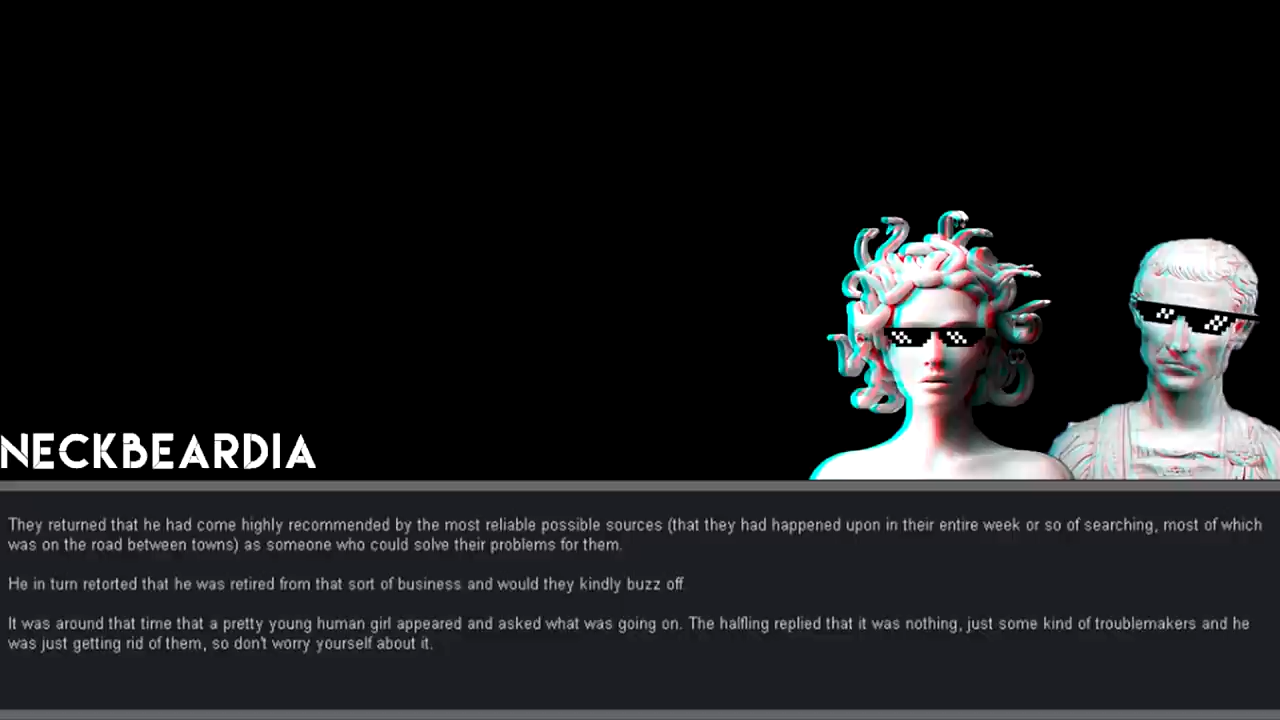 NECKBEARDIA
They returned that he had come highly recommended by the most reliable possible sources (that they had happened upon in their entire week or so of searching, most of which
was on the road between towns) as someone who could solve their problems for them.
He in turn retorted that he was retired from that sort of business and would they kindly buzz off.
It was around that time that a pretty young human girl appeared and asked what was going on. The halfling replied that it was nothing, just some kind of troublemakers and he
was just getting rid of them, so don't worry yourself about it.